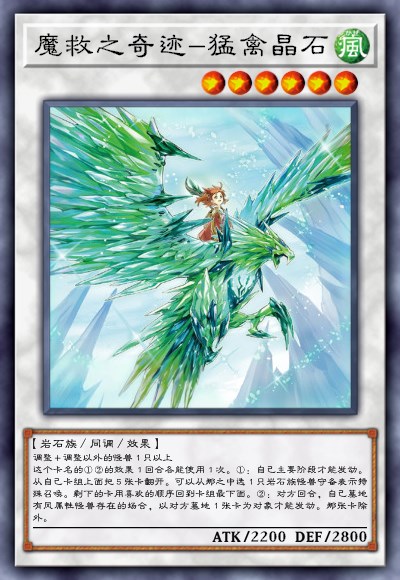 魔救之奇迹-猛禽晶石
風
【岩石族/同调/效果】
调整+调整以外的怪兽1只以上
这个卡名的①②的效果1回合各能使用1次。①：自己主要阶段才能发动。
从自己卡组上面把5张卡翻开。可以从那之中选1只岩石族怪兽守备表示特
殊召唤。剩下的卡用喜欢的顺序回到卡组最下面。②：对方回合，自己墓地
有风属性怪兽存在的场合，以对方墓地1张卡为对象才能发动。那张卡除
外。
ATK/2200 DEF/2800